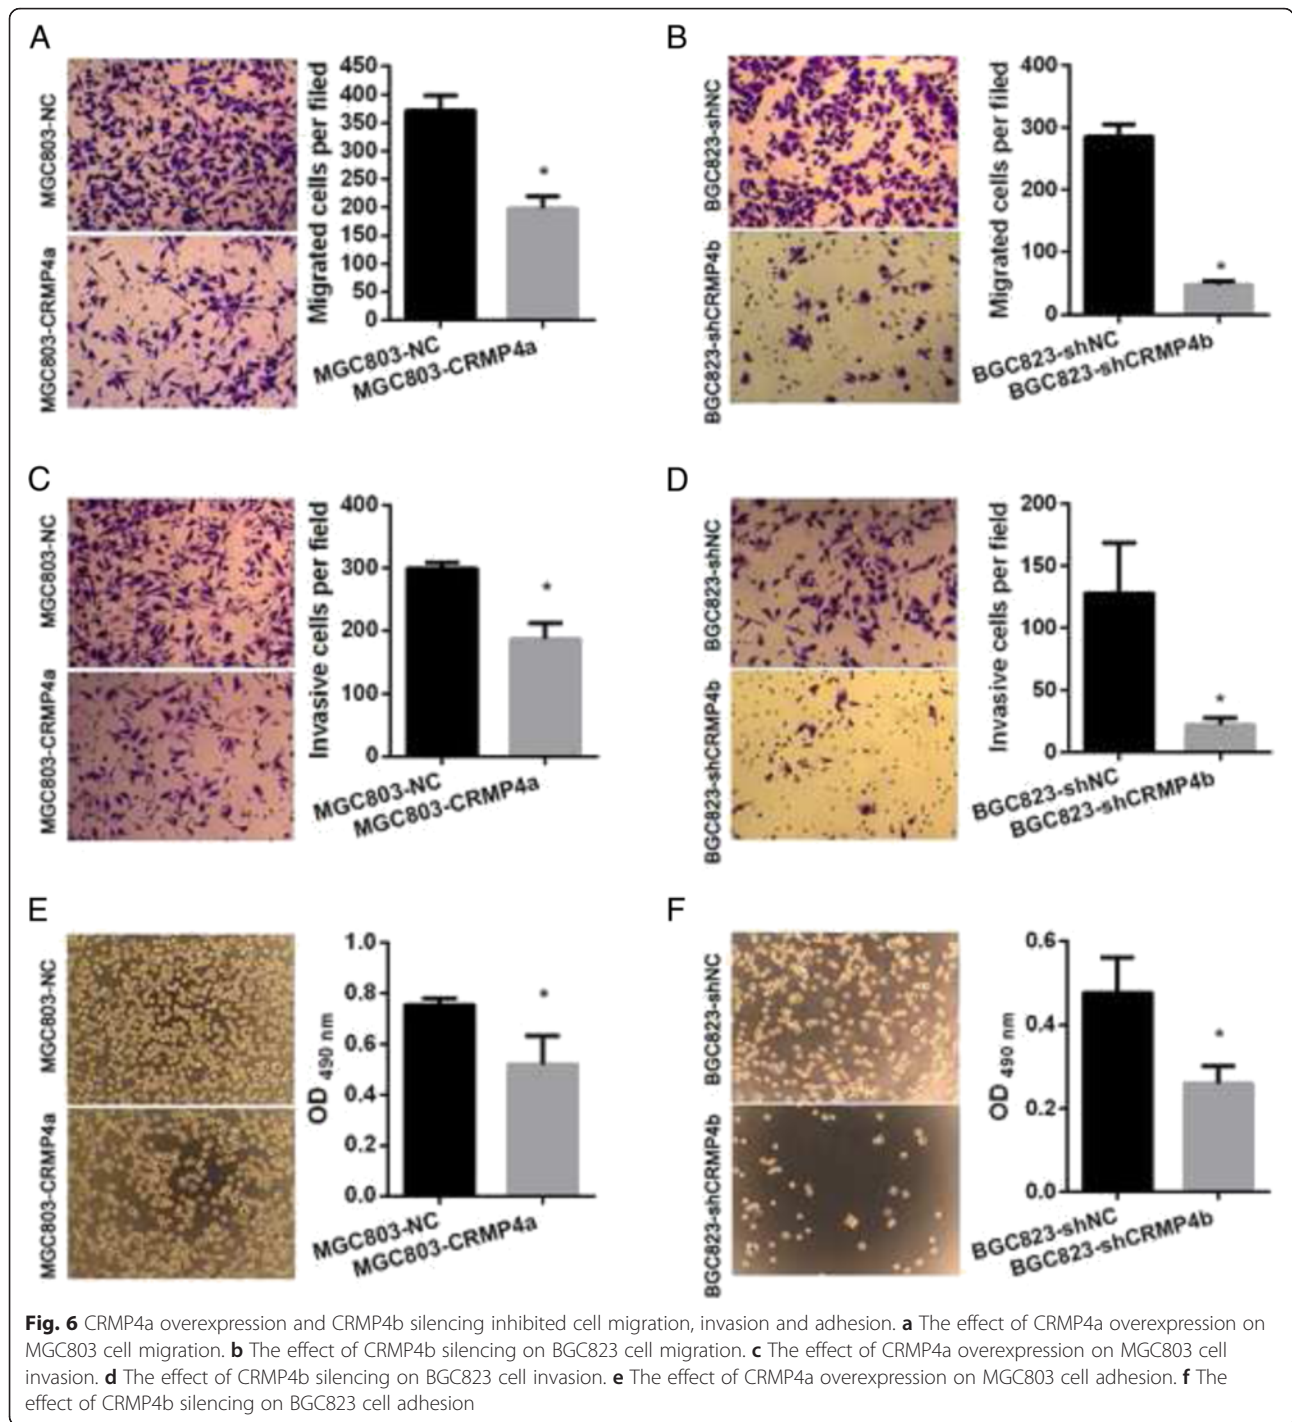 A
MGC803-NC
MGC803-CRMP4a
Migrated cells per filed
450
400
350
300
250
200
150
100
50
0
*
MGC803-NC
MGC803-CRMP4a
B
BGC823-shNC
BGC823-shCRMP4b
Migrated cells per filed
400
300
200
100
0
*
BGC823-shNC
BGC823-shCRMP4b
C
MGC803-NC
MGC803-CRMP4a
Invasive cells per field
400
300
200
100
0
*
MGC803-NC
MGC803-CRMP4a
D
BGC823-shNC
BGC823-shCRMP4b
Invasive cells per field
200
150
100
50
0
*
BGC823-shNC
BGC823-shCRMP4b
E
MGC803-NC
MGC803-CRMP4a
OD 490 nm
1.0
0.8
0.6
0.4
0.2
0.0
*
MGC803-NC
MGC803-CRMP4a
F
BGC823-shNC
BGC823-shCRMP4b
OD 490 nm
0.6
0.4
0.2
0.0
*
BGC823-shNC
BGC823-shCRMP4b
Fig. 6 CRMP4a overexpression and CRMP4b silencing inhibited cell migration, invasion and adhesion. a The effect of CRMP4a overexpression on
MGC803 cell migration. b The effect of CRMP4b silencing on BGC823 cell migration. c The effect of CRMP4a overexpression on MGC803 cell
invasion. d The effect of CRMP4b silencing on BGC823 cell invasion. e The effect of CRMP4a overexpression on MGC803 cell adhesion. f The
effect of CRMP4b silencing on BGC823 cell adhesion